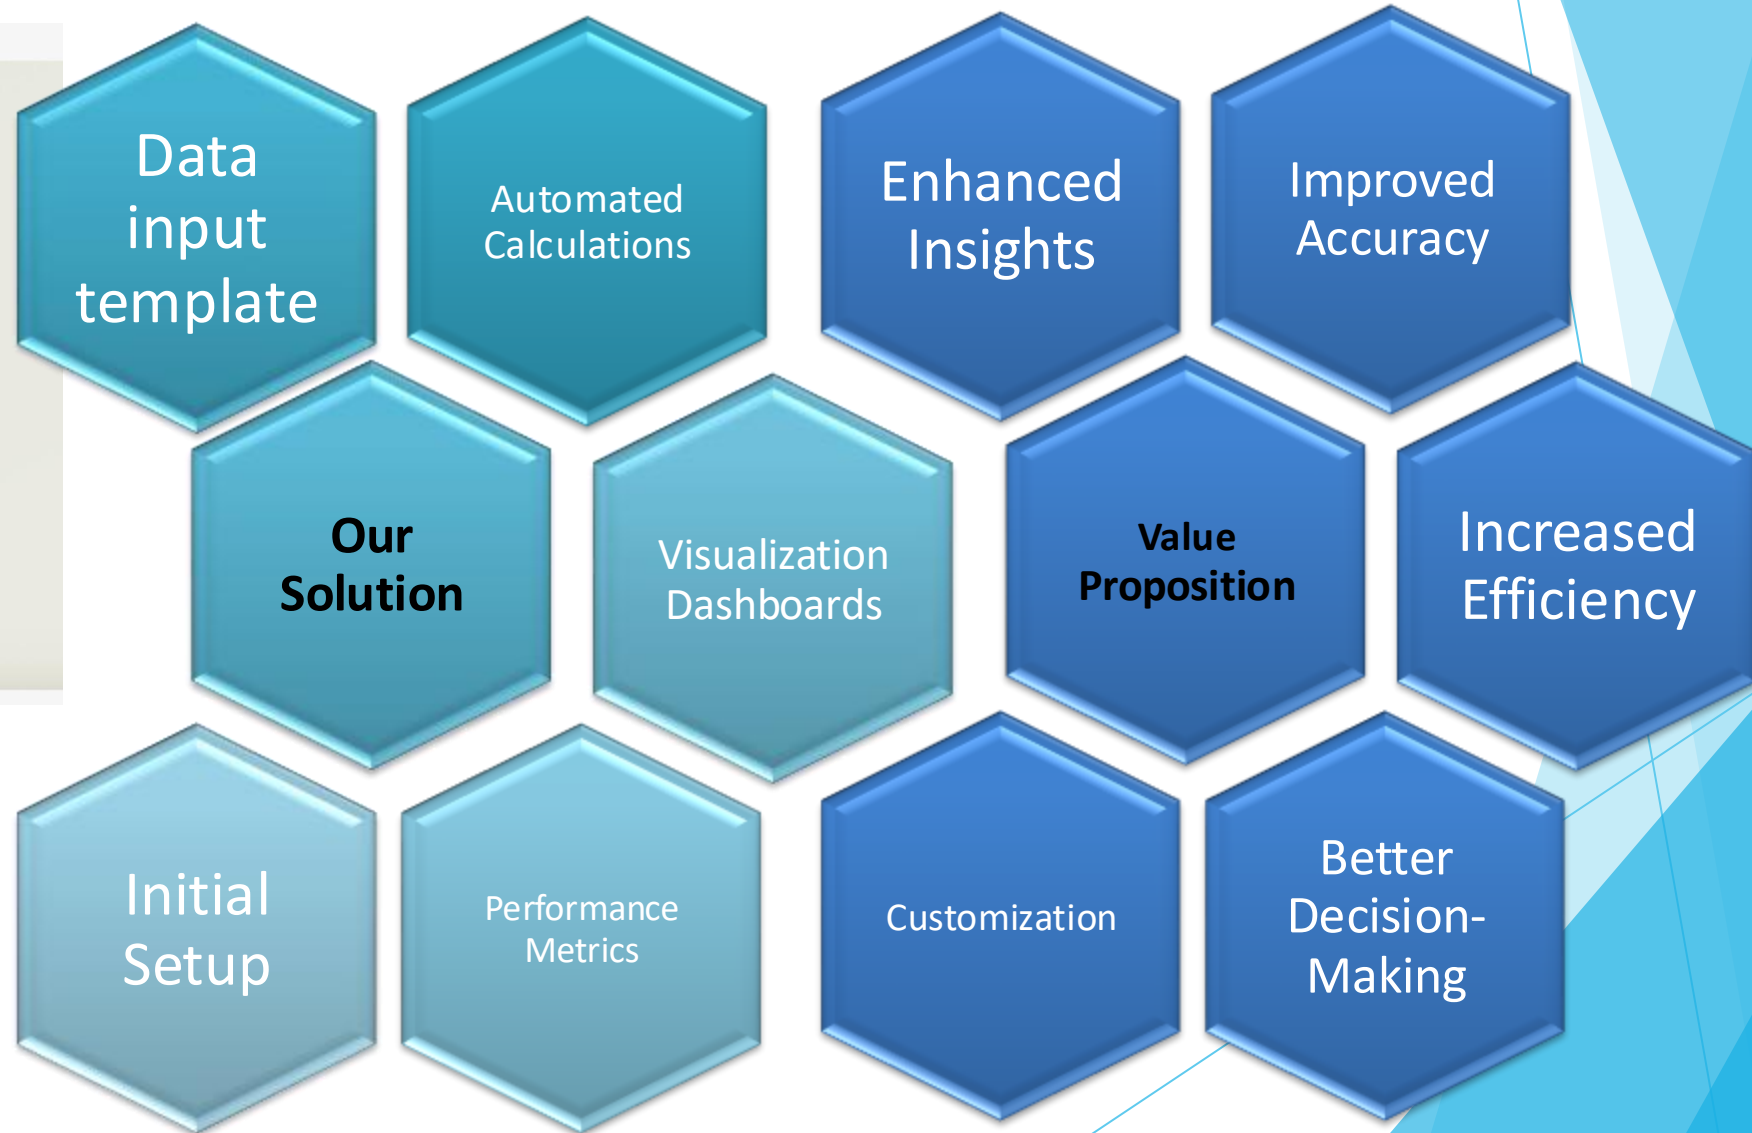 Data
input
template
Automated
Calculations
Enhanced
Insights
Improved
Accuracy
Our
Solution
Visualization
Dashboards
Value
Proposition
Increased
Efficiency
Initial
Setup
Performance
Metrics
Customization
Better
Decision-
Making